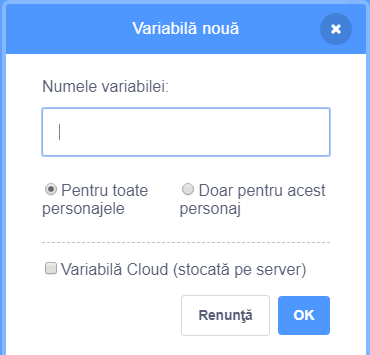 Variabilă nouă
Numele variabilei:
Pentru toate personajele
Doar pentru acest personaj
Variabilă Cloud (stocată pe server)
Renunţă
OK